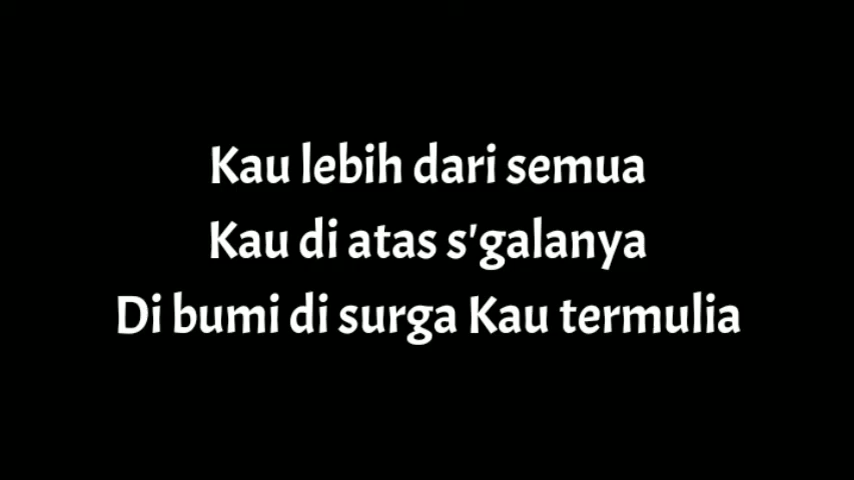 Kau lebih dari semua
Kau di atas s'galanya
Di bumi di surga Kau termulia